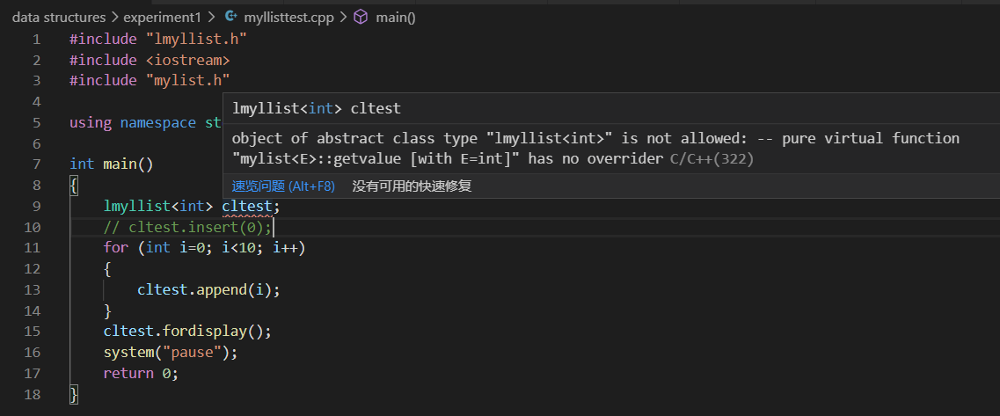 data structures > experiment1 > myllisttest.cpp > main()
1 #include "lmyllist.h"
2 #include <iostream>
3 #include "mylist.h"
4
5 using namespace st
6
7 int main()
8 {
9 lmyllist<int> cltest;
10 // cltest.insert(0);
11 for (int i=0; i<10; i++)
12 {
13 cltest.append(i);
14 }
15 cltest.fordisplay();
16 system("pause");
17 return 0;
18 }
lmyllist<int> cltest
object of abstract class type "lmyllist<int>" is not allowed: -- pure virtual function
"mylist<E>::getvalue [with E=int]" has no overrider C/C++(322)
速览问题 (Alt+F8) 没有可用的快速修复